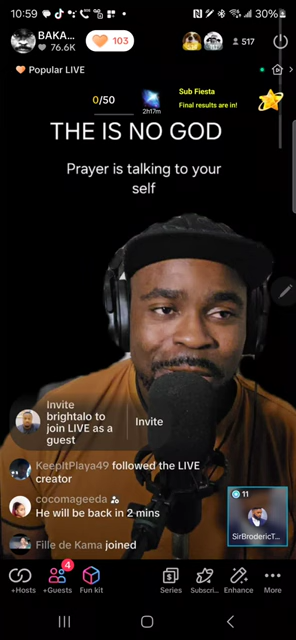 10:59
30%
BAKA...
76.6K
103
517
Popular LIVE
0/50
2h17m
Sub Fiesta
Final results are in!
THE IS NO GOD
Prayer is talking to your
self
Invite
brightalo to
join LIVE as a
guest
Invite
KeepItPlaya49 followed the LIVE
creator
cocomageeda
He will be back in 2 mins
Fille de Kama joined
11
SirBrodericT...
4
+Hosts
+Guests
Fun kit
Series
Subscri...
Enhance
More